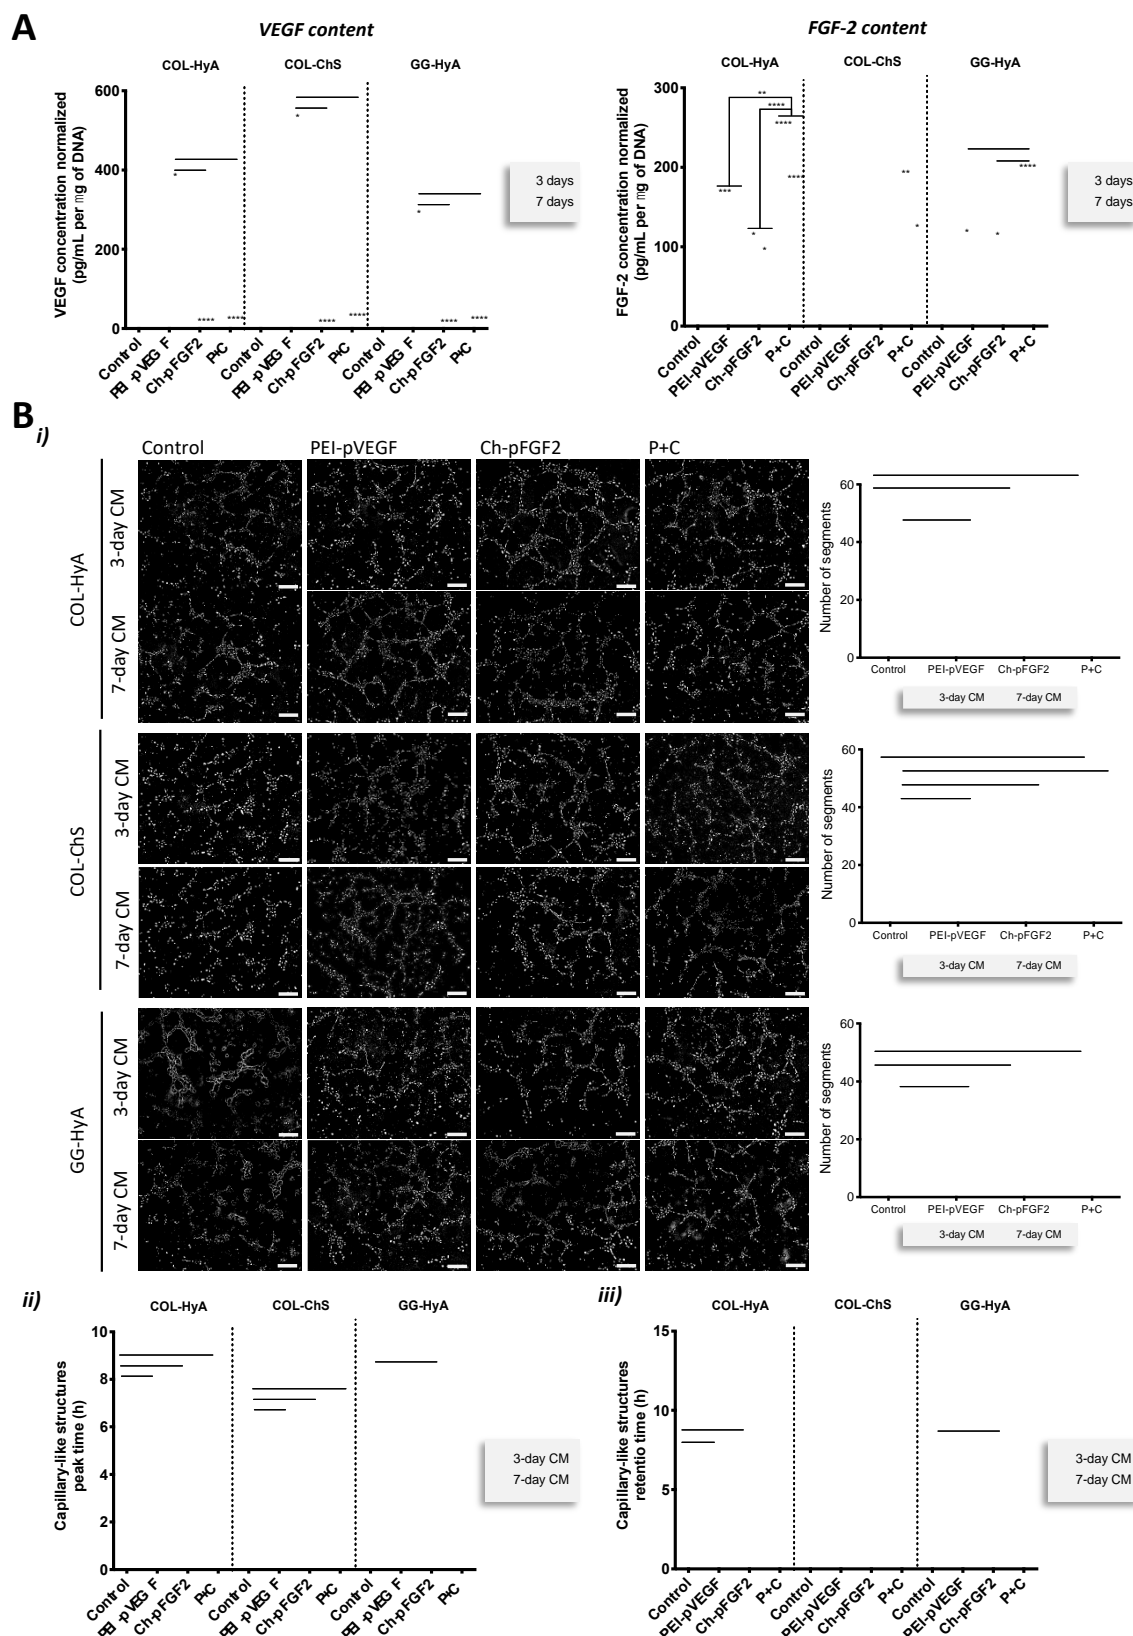 A
VEGF content
COL-HyA
COL-ChS
GG-HyA
VEGF concentration normalized
(pg/mL per mg of DNA)
600
400
200
0
*
*
*
****
****
****
****
****
****
Control
PEI -pVEG F
Ch-pFGF2
P+C
Control
PEI -pVEG F
Ch-pFGF2
P+C
Control
PEI -pVEG F
Ch-pFGF2
P+C
3 days
7 days
FGF-2 content
COL-HyA
COL-ChS
GG-HyA
FGF-2 concentration normalized
(pg/mL per mg of DNA)
300
200
100
0
**
****
****
****
***
*
*
**
*
*
*
****
Control
PEI-pVEGF
Ch-pFGF2
P+C
Control
PEI-pVEGF
Ch-pFGF2
P+C
Control
PEI-pVEGF
Ch-pFGF2
P+C
3 days
7 days
B
i)
Control
PEI-pVEGF
Ch-pFGF2
P+C
COL-HyA
3-day CM
7-day CM
Number of segments
60
40
20
0
Control
PEI-pVEGF
Ch-pFGF2
P+C
3-day CM
7-day CM
COL-ChS
3-day CM
7-day CM
Number of segments
60
40
20
0
Control
PEI-pVEGF
Ch-pFGF2
P+C
3-day CM
7-day CM
GG-HyA
3-day CM
7-day CM
Number of segments
60
40
20
0
Control
PEI-pVEGF
Ch-pFGF2
P+C
3-day CM
7-day CM
ii)
COL-HyA
COL-ChS
GG-HyA
Capillary-like structures
peak time (h)
10
8
6
4
2
0
Control
PEI -pVEG F
Ch-pFGF2
P+C
Control
PEI -pVEG F
Ch-pFGF2
P+C
Control
PEI -pVEG F
Ch-pFGF2
P+C
3-day CM
7-day CM
iii)
COL-HyA
COL-ChS
GG-HyA
Capillary-like structures
retentio time (h)
15
10
5
0
Control
PEI-pVEGF
Ch-pFGF2
P+C
Control
PEI-pVEGF
Ch-pFGF2
P+C
Control
PEI-pVEGF
Ch-pFGF2
P+C
3-day CM
7-day CM